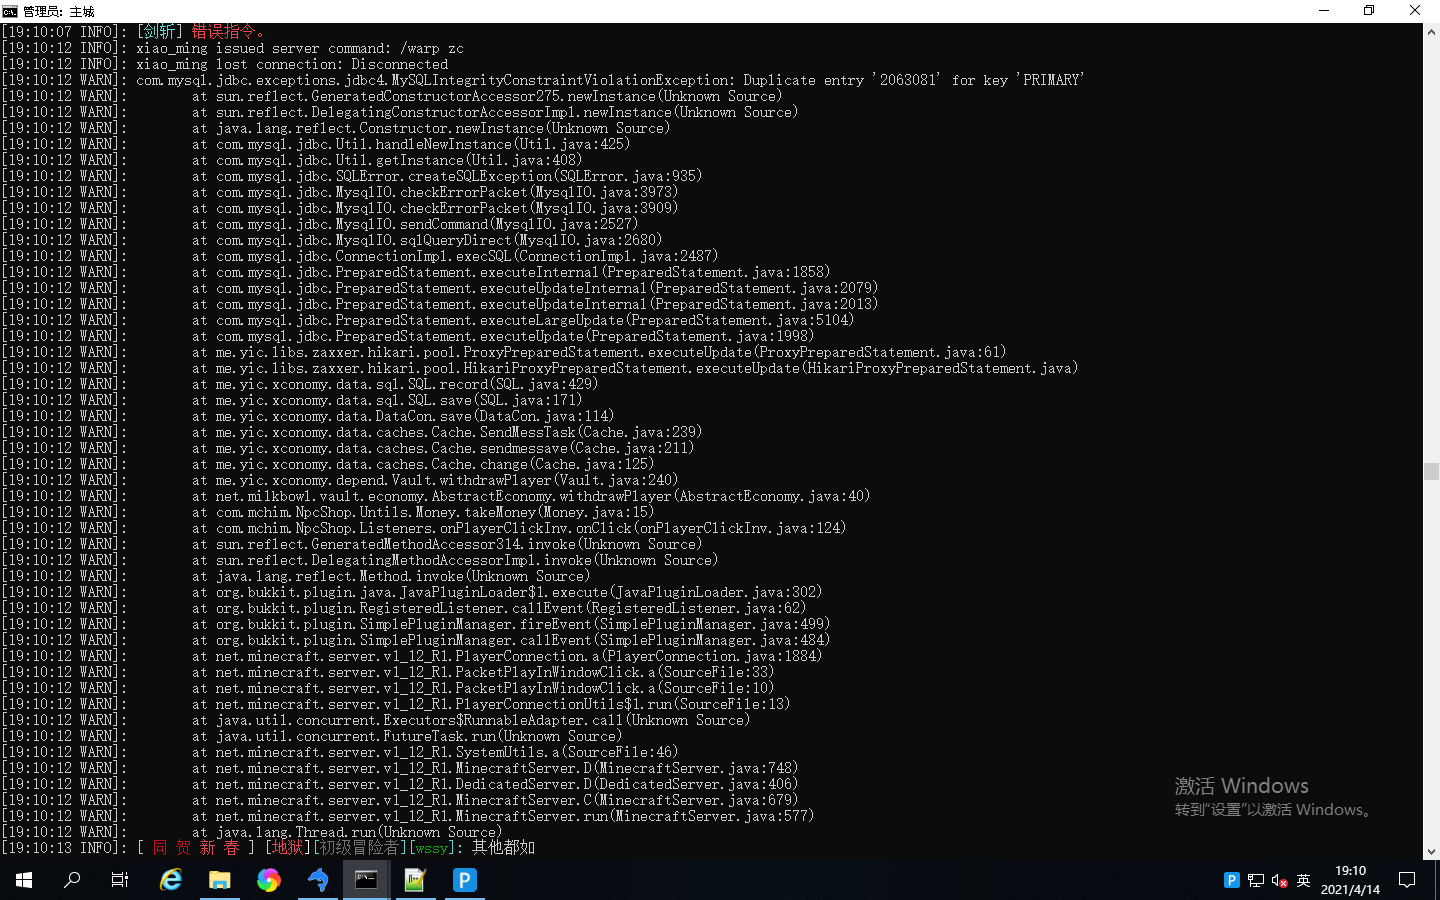 管理员: 主城
[19:10:07 INFO]: [剑斩] 错误指令。
[19:10:12 INFO]: xiao_ming issued server command: /warp zc
[19:10:12 INFO]: xiao_ming lost connection: Disconnected
[19:10:12 WARN]: com.mysql.jdbc.exceptions.jdbc4.MySQLIntegrityConstraintViolationException: Duplicate entry '2063081' for key 'PRIMARY'
[19:10:12 WARN]: at sun.reflect.GeneratedConstructorAccessor275.newInstance(Unknown Source)
[19:10:12 WARN]: at sun.reflect.DelegatingConstructorAccessorImpl.newInstance(Unknown Source)
[19:10:12 WARN]: at java.lang.reflect.Constructor.newInstance(Unknown Source)
[19:10:12 WARN]: at com.mysql.jdbc.Util.handleNewInstance(Util.java:425)
[19:10:12 WARN]: at com.mysql.jdbc.Util.getInstance(Util.java:408)
[19:10:12 WARN]: at com.mysql.jdbc.SQLError.createSQLException(SQLError.java:935)
[19:10:12 WARN]: at com.mysql.jdbc.MysqlIO.checkErrorPacket(MysqlIO.java:3973)
[19:10:12 WARN]: at com.mysql.jdbc.MysqlIO.checkErrorPacket(MysqlIO.java:3909)
[19:10:12 WARN]: at com.mysql.jdbc.MysqlIO.sendCommand(MysqlIO.java:2527)
[19:10:12 WARN]: at com.mysql.jdbc.MysqlIO.sqlQueryDirect(MysqlIO.java:2680)
[19:10:12 WARN]: at com.mysql.jdbc.ConnectionImpl.execSQL(ConnectionImpl.java:2487)
[19:10:12 WARN]: at com.mysql.jdbc.PreparedStatement.executeInternal(PreparedStatement.java:1858)
[19:10:12 WARN]: at com.mysql.jdbc.PreparedStatement.executeUpdateInternal(PreparedStatement.java:2079)
[19:10:12 WARN]: at com.mysql.jdbc.PreparedStatement.executeUpdateInternal(PreparedStatement.java:2013)
[19:10:12 WARN]: at com.mysql.jdbc.PreparedStatement.executeLargeUpdate(PreparedStatement.java:5104)
[19:10:12 WARN]: at com.mysql.jdbc.PreparedStatement.executeUpdate(PreparedStatement.java:1998)
[19:10:12 WARN]: at me.yic.libs.zaxxer.hikari.pool.ProxyPreparedStatement.executeUpdate(ProxyPreparedStatement.java:61)
[19:10:12 WARN]: at me.yic.libs.zaxxer.hikari.pool.HikariProxyPreparedStatement.executeUpdate(HikariProxyPreparedStatement.java)
[19:10:12 WARN]: at me.yic.xconomy.data.sql.SQL.record(SQL.java:429)
[19:10:12 WARN]: at me.yic.xconomy.data.sql.SQL.save(SQL.java:171)
[19:10:12 WARN]: at me.yic.xconomy.data.DataCon.save(DataCon.java:114)
[19:10:12 WARN]: at me.yic.xconomy.data.caches.Cache.SendMessTask(Cache.java:239)
[19:10:12 WARN]: at me.yic.xconomy.data.caches.Cache.sendmessave(Cache.java:211)
[19:10:12 WARN]: at me.yic.xconomy.data.caches.Cache.change(Cache.java:125)
[19:10:12 WARN]: at me.yic.xconomy.depend.Vault.withdrawPlayer(Vault.java:240)
[19:10:12 WARN]: at net.milkbowl.vault.economy.AbstractEconomy.withdrawPlayer(AbstractEconomy.java:40)
[19:10:12 WARN]: at com.mchim.NpcShop.Untils.Money.takeMoney(Money.java:15)
[19:10:12 WARN]: at com.mchim.NpcShop.Listeners.onPlayerClickInv.onClick(onPlayerClickInv.java:124)
[19:10:12 WARN]: at sun.reflect.GeneratedMethodAccessor314.invoke(Unknown Source)
[19:10:12 WARN]: at sun.reflect.DelegatingMethodAccessorImpl.invoke(Unknown Source)
[19:10:12 WARN]: at java.lang.reflect.Method.invoke(Unknown Source)
[19:10:12 WARN]: at org.bukkit.plugin.java.JavaPluginLoader$1.execute(JavaPluginLoader.java:302)
[19:10:12 WARN]: at org.bukkit.plugin.RegisteredListener.callEvent(RegisteredListener.java:62)
[19:10:12 WARN]: at org.bukkit.plugin.SimplePluginManager.fireEvent(SimplePluginManager.java:499)
[19:10:12 WARN]: at org.bukkit.plugin.SimplePluginManager.callEvent(SimplePluginManager.java:484)
[19:10:12 WARN]: at net.minecraft.server.v1_12_R1.PlayerConnection.a(PlayerConnection.java:1884)
[19:10:12 WARN]: at net.minecraft.server.v1_12_R1.PacketPlayInWindowClick.a(SourceFile:33)
[19:10:12 WARN]: at net.minecraft.server.v1_12_R1.PacketPlayInWindowClick.a(SourceFile:10)
[19:10:12 WARN]: at net.minecraft.server.v1_12_R1.PlayerConnectionUtils$1.run(SourceFile:13)
[19:10:12 WARN]: at java.util.concurrent.Executors$RunnableAdapter.call(Unknown Source)
[19:10:12 WARN]: at java.util.concurrent.FutureTask.run(Unknown Source)
[19:10:12 WARN]: at net.minecraft.server.v1_12_R1.SystemUtils.a(SourceFile:46)
[19:10:12 WARN]: at net.minecraft.server.v1_12_R1.MinecraftServer.D(MinecraftServer.java:748)
[19:10:12 WARN]: at net.minecraft.server.v1_12_R1.DedicatedServer.D(DedicatedServer.java:406)
[19:10:12 WARN]: at net.minecraft.server.v1_12_R1.MinecraftServer.C(MinecraftServer.java:679)
[19:10:12 WARN]: at net.minecraft.server.v1_12_R1.MinecraftServer.run(MinecraftServer.java:577)
[19:10:12 WARN]: at java.lang.Thread.run(Unknown Source)
[19:10:13 INFO]: [ 同 贺 新 春 ] [地狱][初级冒险者][wssy]: 其他都如
激活 Windows
转到"设置"以激活 Windows。
英
19:10
2021/4/14